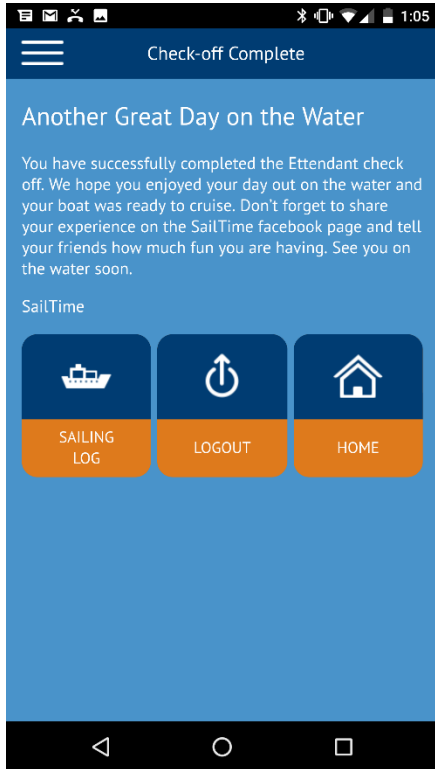 1:05
Check-off Complete
Another Great Day on the Water
You have successfully completed the Ettendant check
off. We hope you enjoyed your day out on the water and
your boat was ready to cruise. Don't forget to share
your experience on the SailTime facebook page and tell
your friends how much fun you are having. See you on
the water soon.
SailTime
SAILING
LOG
LOGOUT
HOME